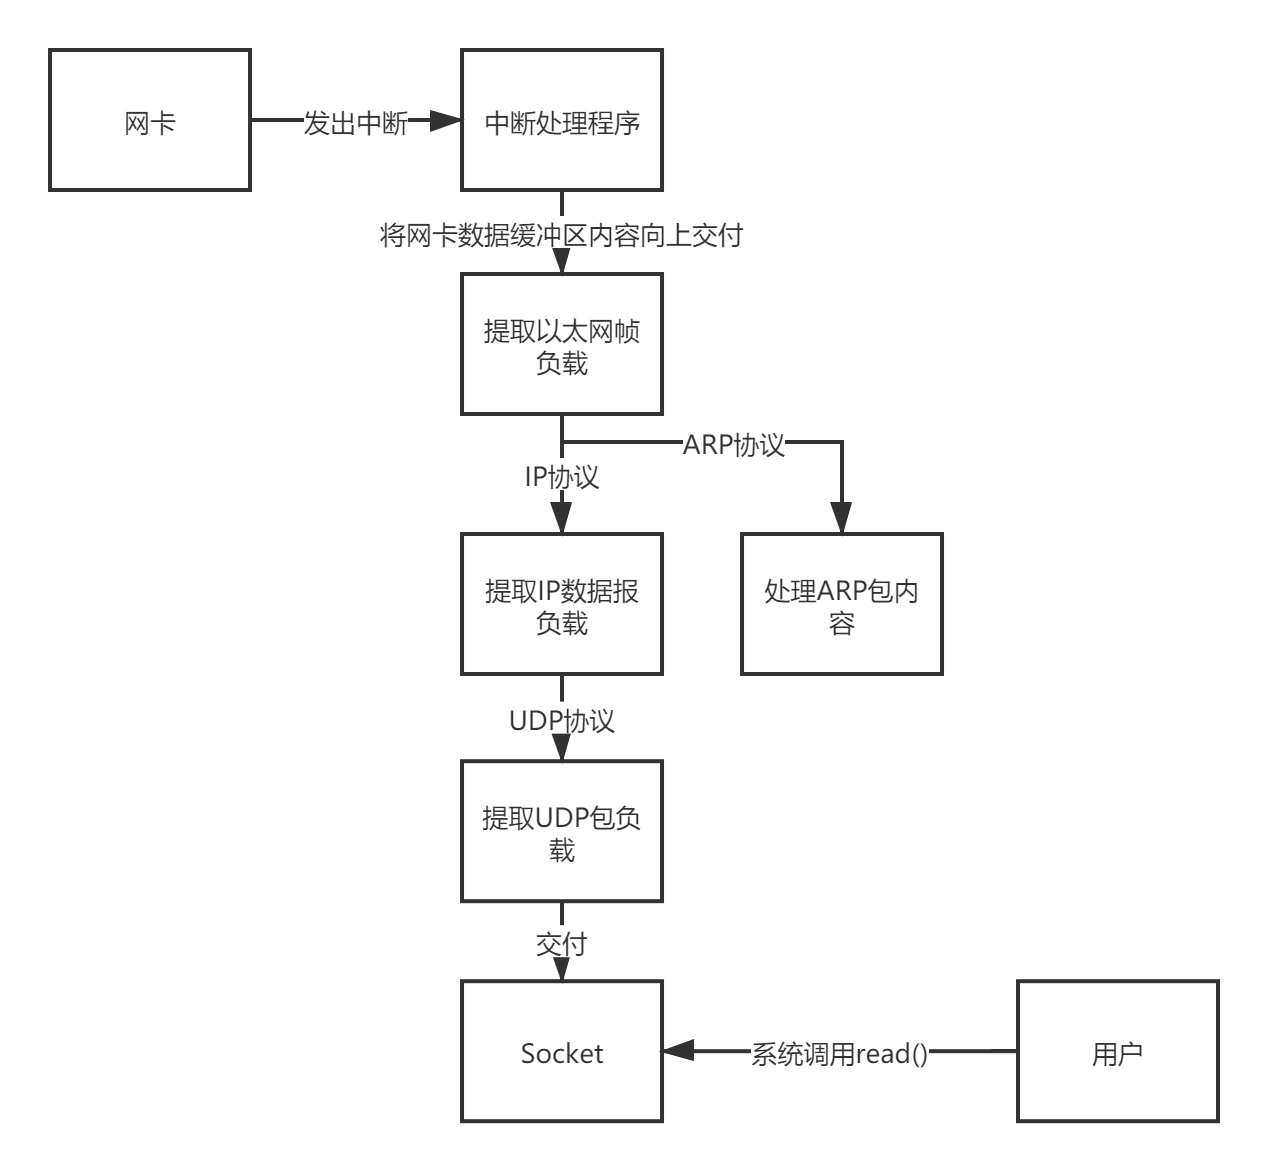 网卡
发出中断
中断处理程序
将网卡数据缓冲区内容向上交付
提取以太网帧
负载
ARP协议
IP协议
提取IP数据报
负载
处理ARP包内
容
UDP协议
提取UDP包负
载
交付
Socket
系统调用read()
用户